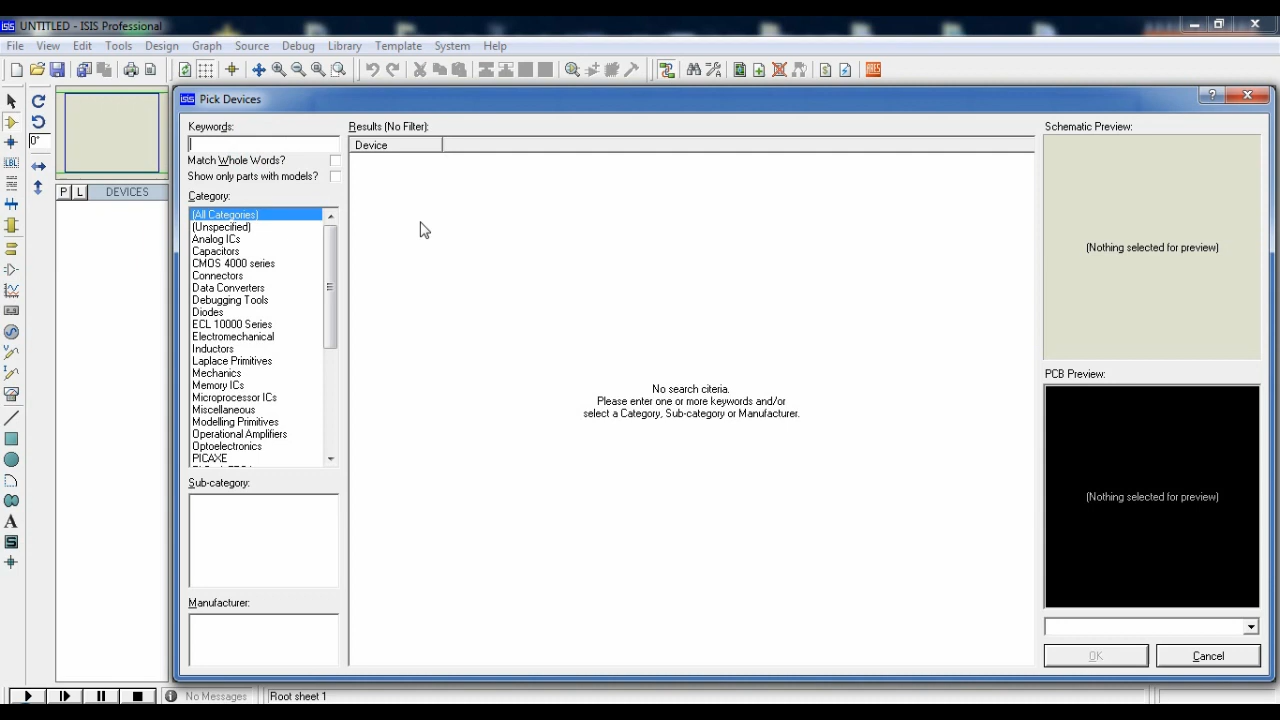 UNTITLED - ISIS Professional
File View Edit Tools Design Graph Source Debug Library Template System Help
Pick Devices
Keywords:
Match Whole Words?
Show only parts with models?
Category:
(All Categories)
(Unspecified)
Analog ICs
Capacitors
CMOS 4000 series
Connectors
Data Converters
Debugging Tools
Diodes
ECL 10000 Series
Electromechanical
Inductors
Laplace Primitives
Mechanics
Memory ICs
Microprocessor ICs
Miscellaneous
Modelling Primitives
Operational Amplifiers
Optoelectronics
PICAXE
Sub-category:
Manufacturer:
Results (No Filter):
Device
No search citeria.
Please enter one or more keywords and/or
select a Category, Sub-category or Manufacturer.
Schematic Preview:
(Nothing selected for preview)
PCB Preview:
(Nothing selected for preview)
OK Cancel
0°
LBL
P L DEVICES
A
S
ARES
No Messages
Root sheet 1